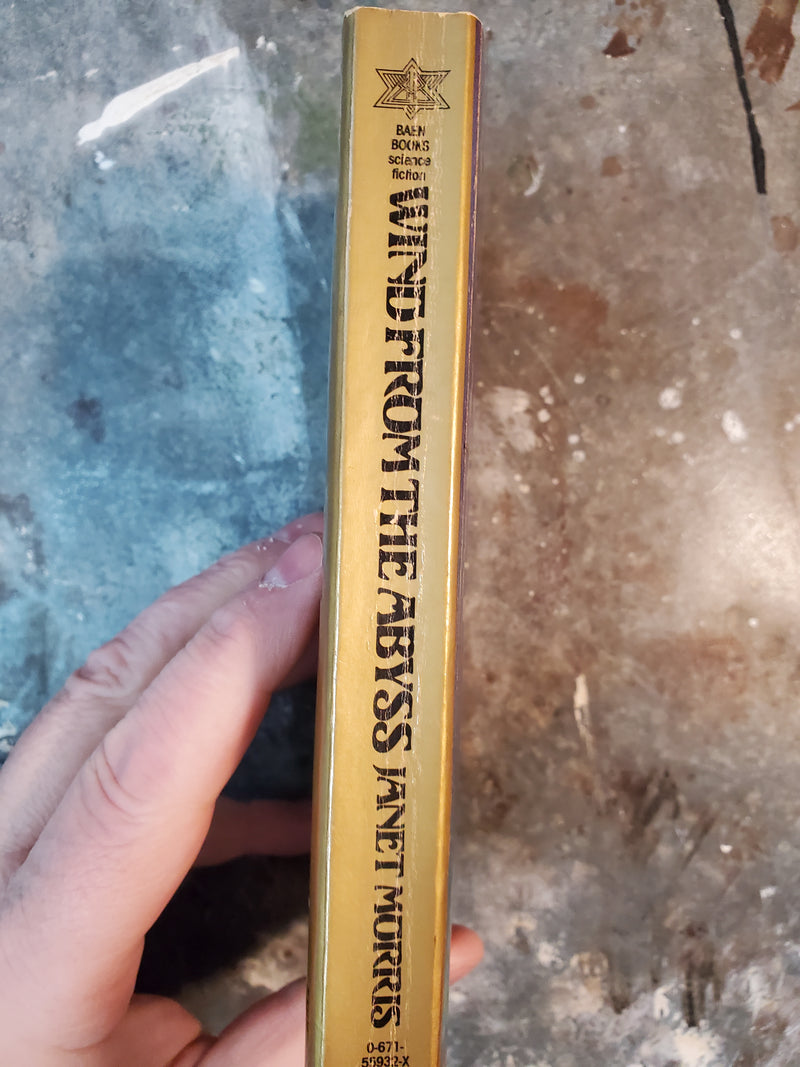 BAEN
BOOKS
science
fiction
WIND FROM THE ABYSS JANET MORRIS
0-671-
55932-X